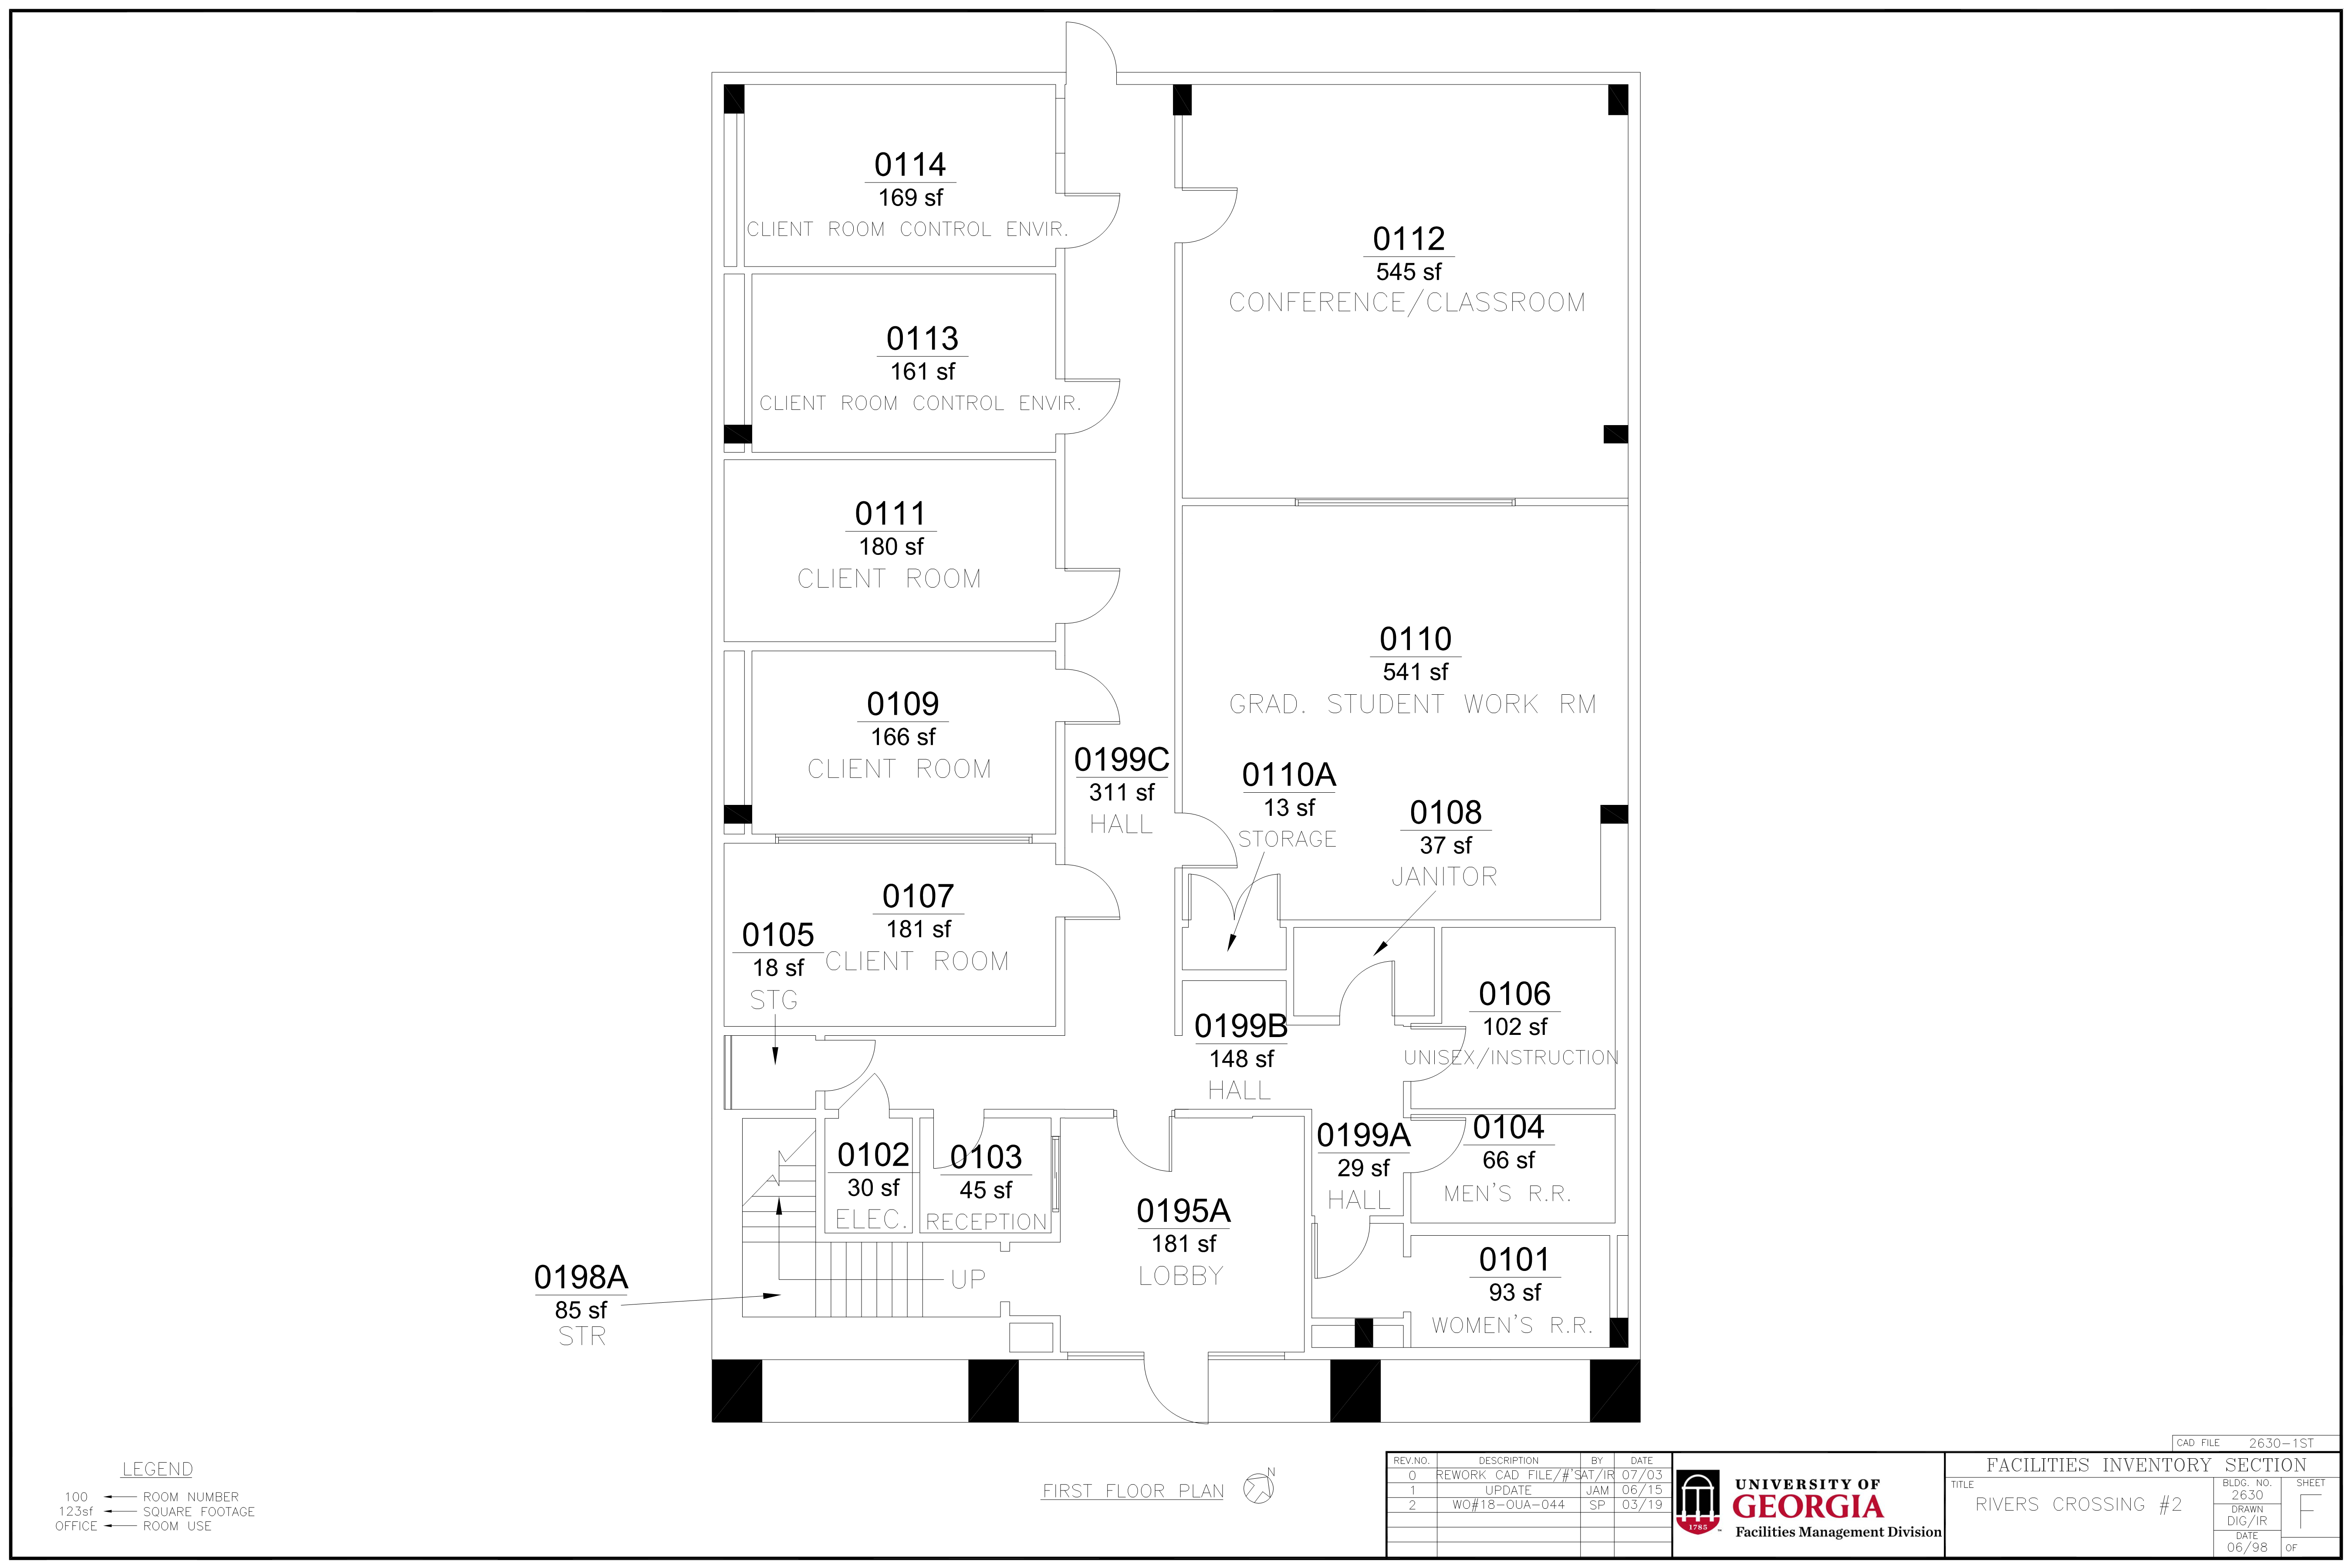 0114
169 sf
CLIENT ROOM CONTROL ENVIR.
0112
545 sf
CONFERENCE/CLASSROOM
0113
161 sf
CLIENT ROOM CONTROL ENVIR.
0111
180 sf
CLIENT ROOM
0110
541 sf
GRAD. STUDENT WORK RM
0109
166 sf
CLIENT ROOM
0199C
311 sf
HALL
0110A
13 sf
STORAGE
0108
37 sf
JANITOR
0107
181 sf
CLIENT ROOM
0105
18 sf
STG
0106
102 sf
UNISEX/INSTRUCTION
0199B
148 sf
HALL
0102
30 sf
ELEC.
0103
45 sf
RECEPTION
0199A
29 sf
HALL
0104
66 sf
MEN'S R.R.
0195A
181 sf
LOBBY
0101
93 sf
WOMEN'S R.R.
0198A
85 sf
STR
UP
LEGEND
100 ROOM NUMBER
123sf SQUARE FOOTAGE
OFFICE ROOM USE
FIRST FLOOR PLAN
N
REV.NO. DESCRIPTION BY DATE
0 REWORK CAD FILE/#'S AT/IR 07/03
1 UPDATE JAM 06/15
2 WO#18-OUA-044 SP 03/19
1785
UNIVERSITY OF
GEORGIA
Facilities Management Division
CAD FILE 2630-1ST
FACILITIES INVENTORY SECTION
TITLE
RIVERS CROSSING #2
BLDG. NO.
2630
DRAWN
DIG/IR
DATE
06/98
SHEET
F
OF